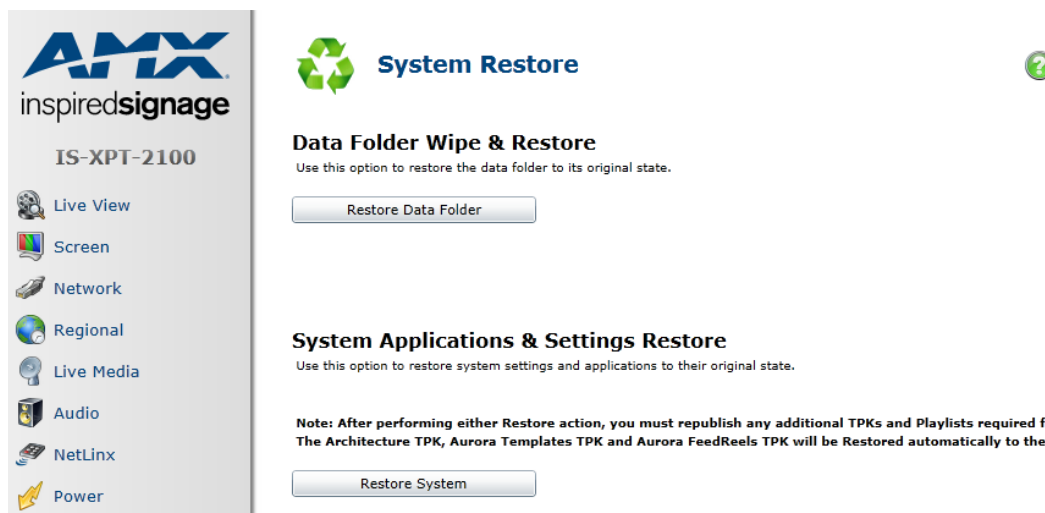 AMX
inspiredsignage
IS-XPT-2100
Live View
Screen
Network
Regional
Live Media
Audio
NetLinx
Power
System Restore
?
Data Folder Wipe & Restore
Use this option to restore the data folder to its original state.
Restore Data Folder
System Applications & Settings Restore
Use this option to restore system settings and applications to their original state.
Note: After performing either Restore action, you must republish any additional TPKs and Playlists required
The Architecture TPK, Aurora Templates TPK and Aurora FeedReels TPK will be Restored automatically to the
Restore System